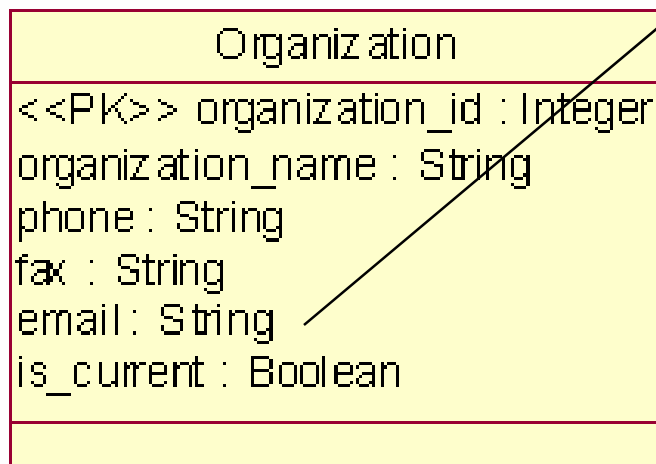 Organization
<<PK>> organization_id : Integer
organization_name : String
phone : String
fax : String
email : String
is_current : Boolean